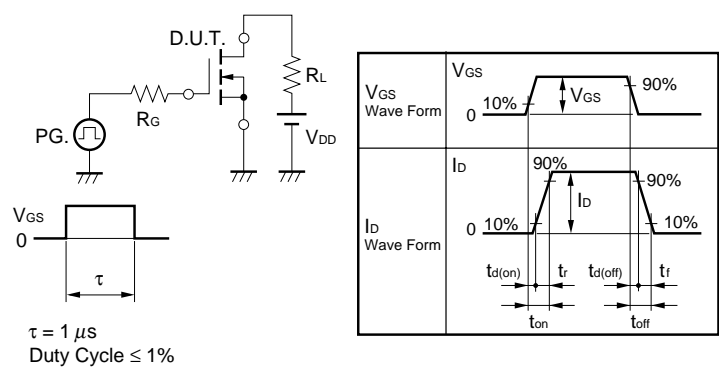 D.U.T.
RL
RG
PG.
VDD
VGS
0
τ
τ = 1 μs
Duty Cycle ≤ 1%
VGS
Wave Form
VGS
10%
0
VGS
90%
ID
Wave Form
ID
90%
90%
ID
0
10%
10%
td(on)
tr
td(off)
tf
ton
toff